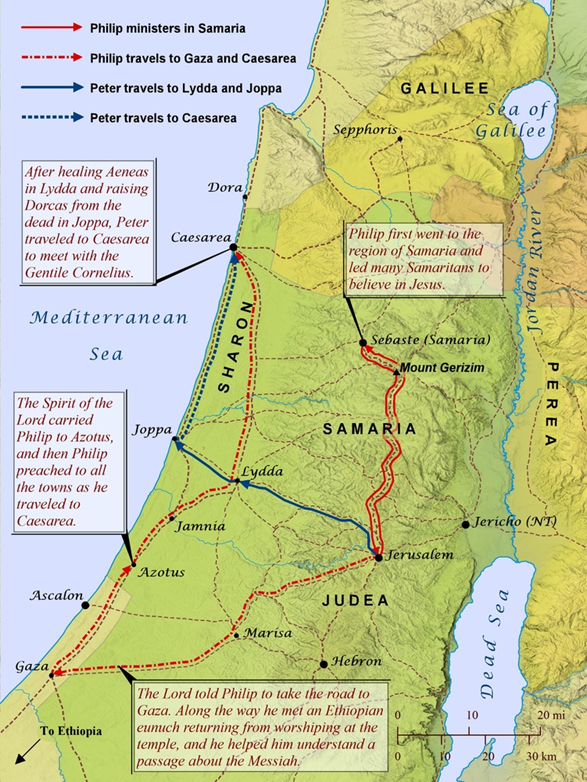 Philip ministers in Samaria
Philip travels to Gaza and Caesarea
Peter travels to Lydda and Joppa
Peter travels to Caesarea
GALILEE
Sea of
Galilee
Sepphoris
After healing Aeneas
in Lydda and raising
Dorcas from the
dead in Joppa, Peter
traveled to Caesarea
to meet with the
Gentile Cornelius.
Dora
Caesarea
Philip first went to the
region of Samaria and
led many Samaritans to
believe in Jesus.
Jordan River
Mediterranean
Sea
SHARON
Sebaste (Samaria)
Mount Gerizim
PEREA
The Spirit of the
Lord carried
Philip to Azotus,
and then Philip
preached to all
the towns as he
traveled to
Caesarea.
Joppa
SAMARIA
Lydda
Jamnia
Jericho (NT)
Jerusalem
Azotus
Ascalon
JUDEA
Marisa
Hebron
Gaza
Dead Sea
The Lord told Philip to take the road to
Gaza. Along the way he met an Ethiopian
eunuch returning from worshiping at the
temple, and he helped him understand a
passage about the Messiah.
To Ethiopia
0 10 20 mi
0 10 30 km